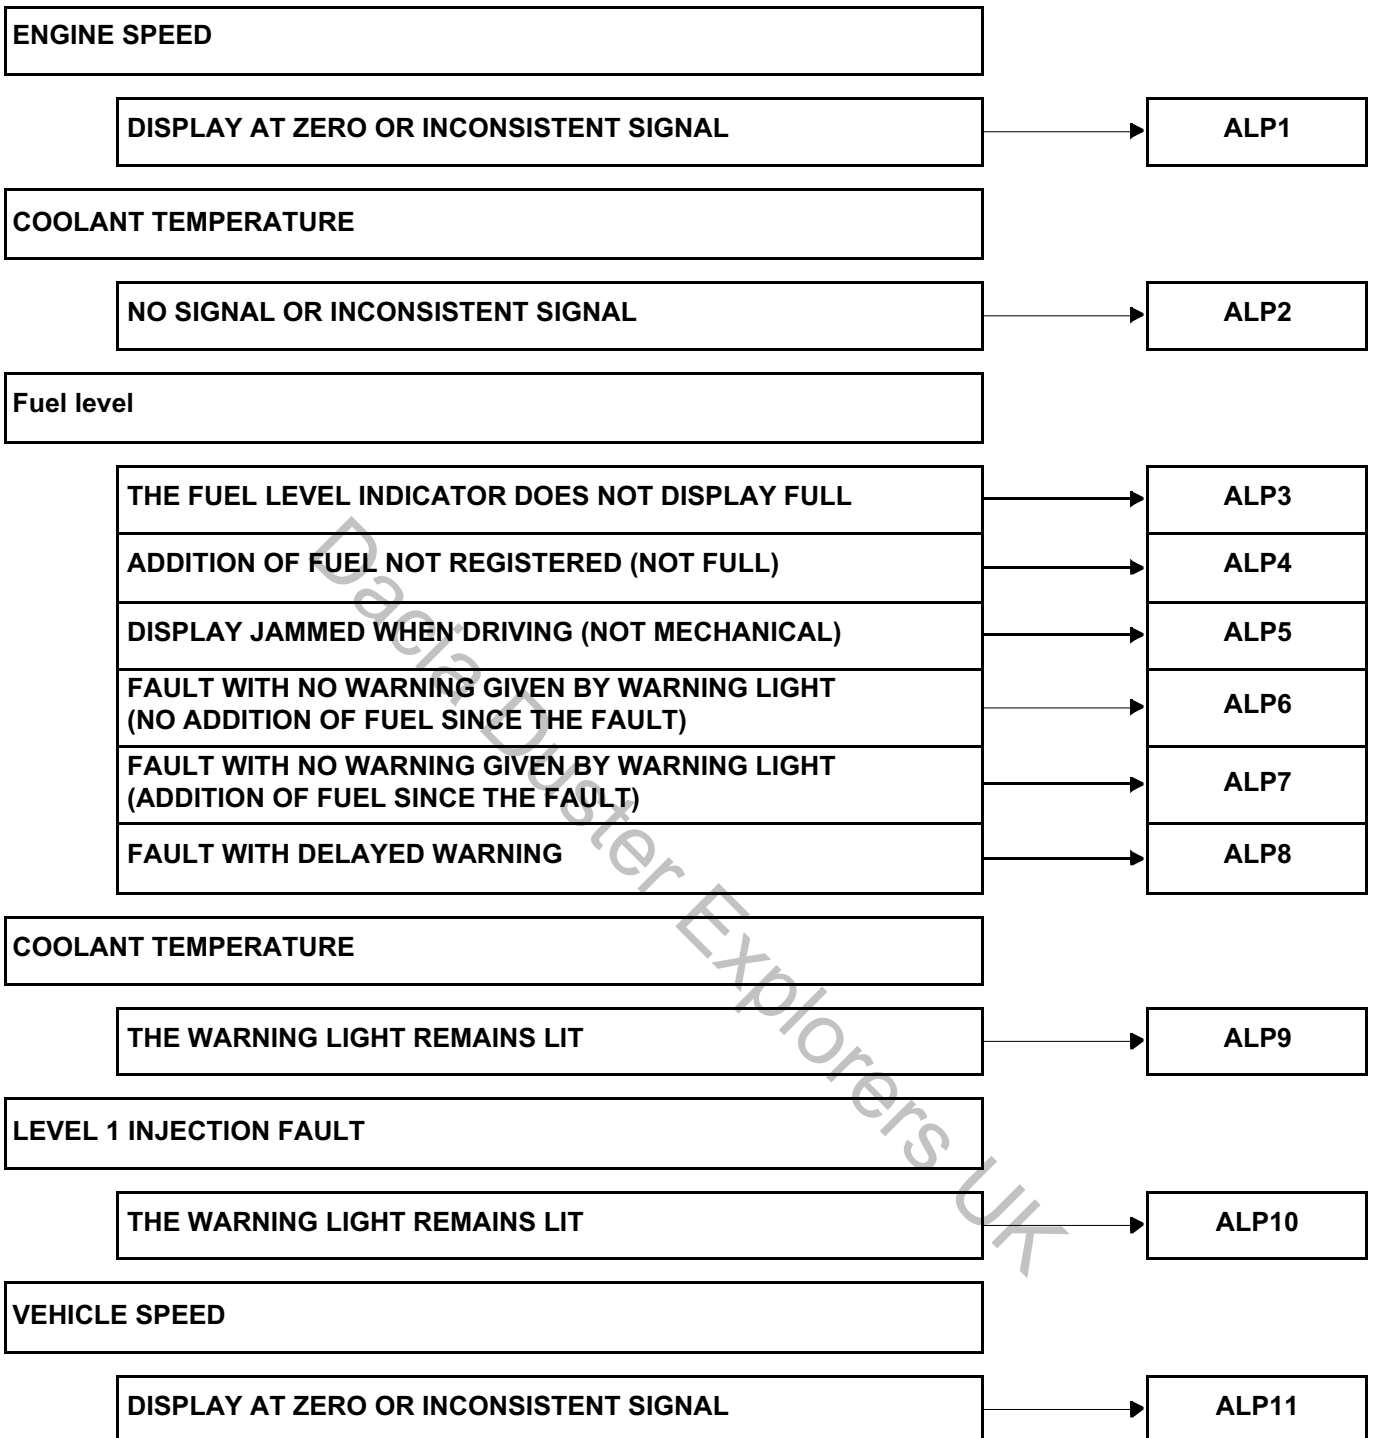 ENGINE SPEED
DISPLAY AT ZERO OR INCONSISTENT SIGNAL
ALP1
COOLANT TEMPERATURE
NO SIGNAL OR INCONSISTENT SIGNAL
ALP2
Fuel level
THE FUEL LEVEL INDICATOR DOES NOT DISPLAY FULL
ALP3
ADDITION OF FUEL NOT REGISTERED (NOT FULL)
ALP4
DISPLAY JAMMED WHEN DRIVING (NOT MECHANICAL)
ALP5
FAULT WITH NO WARNING GIVEN BY WARNING LIGHT
(NO ADDITION OF FUEL SINCE THE FAULT)
ALP6
FAULT WITH NO WARNING GIVEN BY WARNING LIGHT
(ADDITION OF FUEL SINCE THE FAULT)
ALP7
FAULT WITH DELAYED WARNING
ALP8
COOLANT TEMPERATURE
THE WARNING LIGHT REMAINS LIT
ALP9
LEVEL 1 INJECTION FAULT
THE WARNING LIGHT REMAINS LIT
ALP10
VEHICLE SPEED
DISPLAY AT ZERO OR INCONSISTENT SIGNAL
ALP11
Dacia Duster Explorers UK